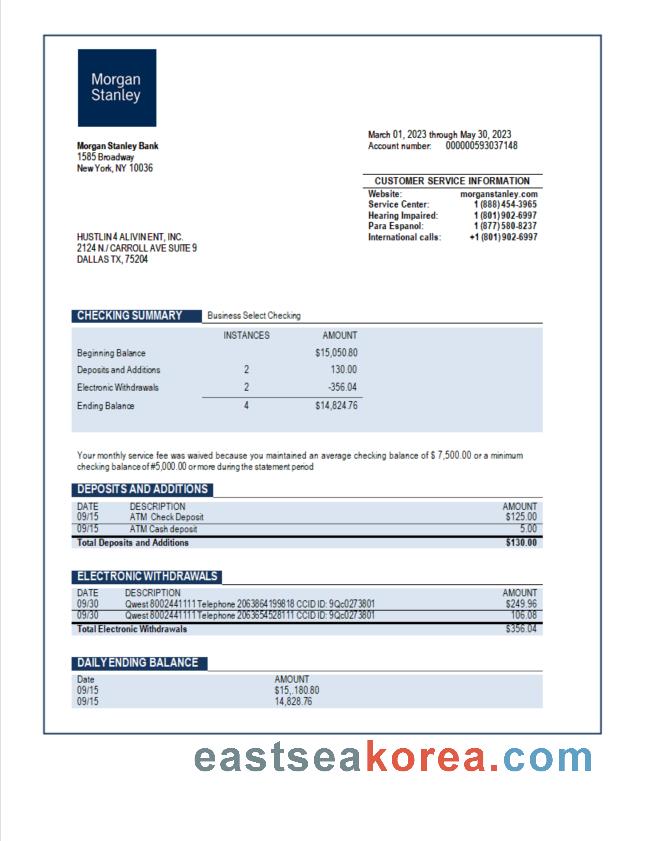 Morgan
Stanley
March 01, 2023 through May 30, 2023
Account number: 000000593037148
Morgan Stanley Bank
1585 Broadway
New York, NY 10036
CUSTOMER SERVICE INFORMATION
Website: morganstanley.com
Service Center: 1 (888) 454-3965
Hearing Impaired: 1 (801) 902-6997
Para Espanol: 1 (877) 580-8237
International calls: +1 (801) 902-6997
HUSTLIN 4 ALIVIN ENT, INC.
2124 N./ CARROLL AVE SUITE 9
DALLAS TX, 75204
CHECKING SUMMARY Business Select Checking
INSTANCES AMOUNT
Beginning Balance $15,050.80
Deposits and Additions 2 130.00
Electronic Withdrawals 2 -356.04
Ending Balance 4 $14,824.76
Your monthly service fee was waived because you maintained an average checking balance of $ 7,500.00 or a minimum
checking balance of #5,000.00 or more during the statement period
DEPOSITS AND ADDITIONS
DATE DESCRIPTION AMOUNT
09/15 ATM Check Deposit $125.00
09/15 ATM Cash deposit 5.00
Total Deposits and Additions $130.00
ELECTRONIC WITHDRAWALS
DATE DESCRIPTION AMOUNT
09/30 Qwest 8002441111 Telephone 2063864199818 CCID ID: 9Qc0273801 $249.96
09/30 Qwest 8002441111 Telephone 2063654528111 CCID ID: 9Qc0273801 106.08
Total Electronic Withdrawals $356.04
DAILY ENDING BALANCE
Date AMOUNT
09/15 $15,.180.80
09/15 14,828.76
eastseakorea.com